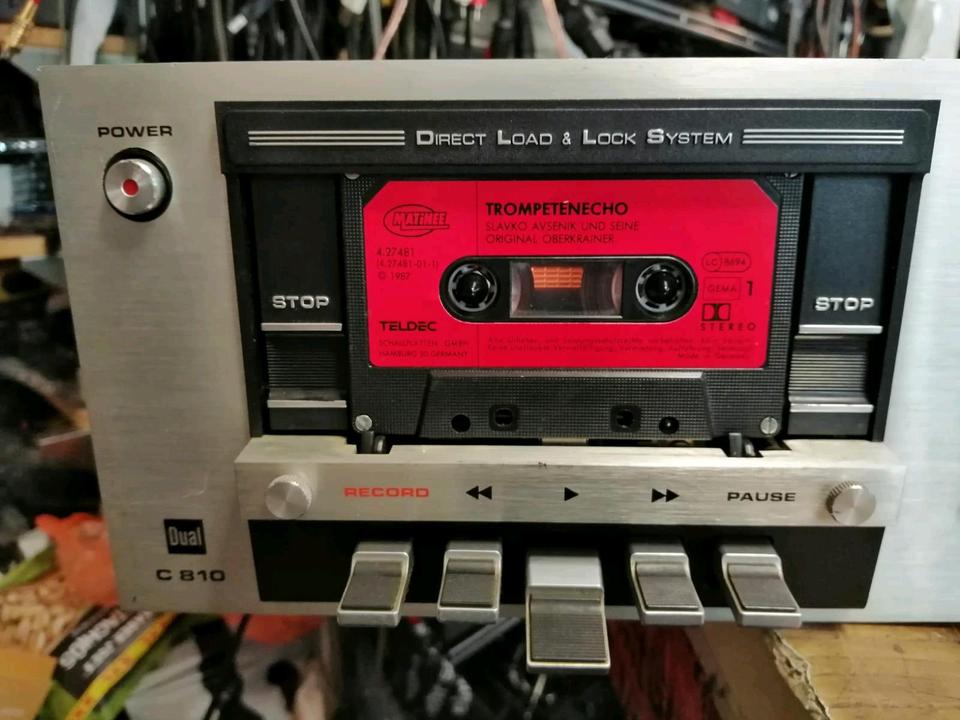 POWER
DIRECT LOAD & LOCK SYSTEM
MATINÉE
TROMPETENECHO
SLAVKO AVSENIK UND SEINE
ORIGINAL OBERKRAINER
4.27481
(4.27481-01-1)
© 1987
LC 8694
GEMA 1
STEREO
TELDEC
SCHALLPLATTEN GMBH
HAMBURG 20, GERMANY
Made in Germany
STOP
STOP
RECORD
PAUSE
Dual
C 810